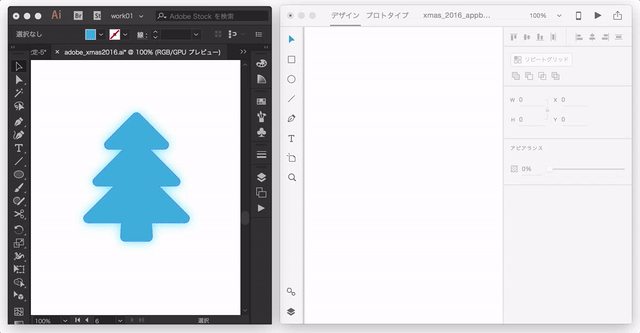 Ai Br St work01 Adobe Stock を検索
選択なし 線：
定-5* × adobe_xmas2016.ai* @ 100% (RGB/GPU プレビュー)
100% 6 選択
デザイン プロトタイプ xmas_2016_appb... 100%
リピートグリッド
W 0 X 0
H 0 Y 0
アピアランス
0%